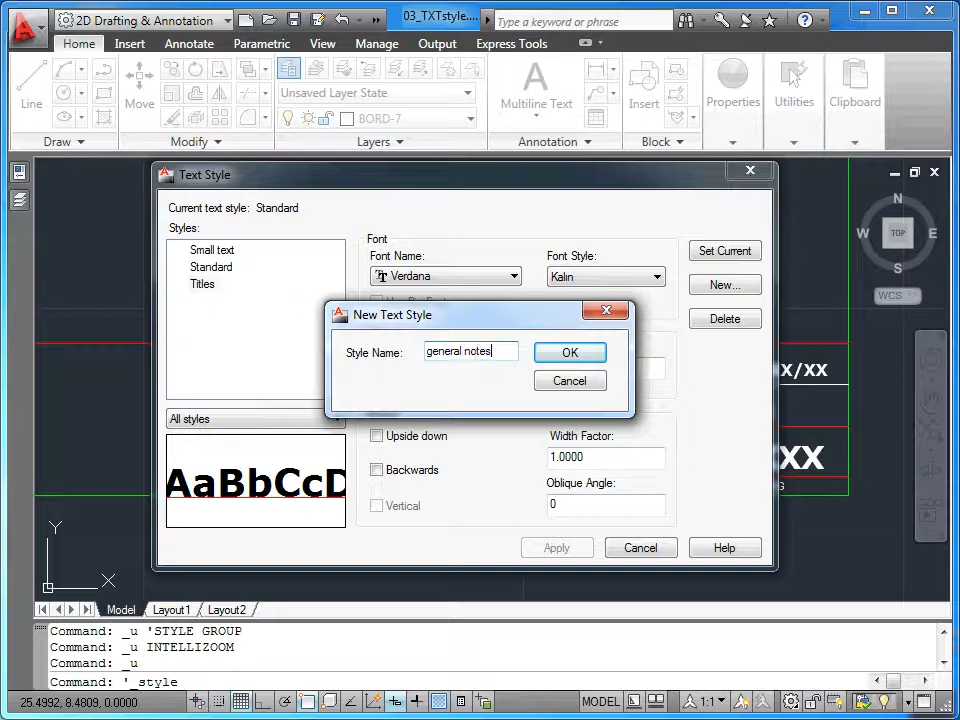 2D Drafting & Annotation
03_TXTstyle....
Type a keyword or phrase
Home Insert Annotate Parametric View Manage Output Express Tools
Line
Move
Unsaved Layer State
BORD-7
Multiline Text
Insert
Properties
Utilities
Clipboard
Draw
Modify
Layers
Annotation
Block
Text Style
Current text style: Standard
Styles:
Small text
Standard
Titles
Font
Font Name:
Verdana
Font Style:
Kalın
Set Current
New...
Delete
New Text Style
Style Name:
general notes
OK
Cancel
All styles
AaBbCcD
Upside down
Backwards
Vertical
Width Factor:
1.0000
Oblique Angle:
0
Apply
Cancel
Help
N
W
TOP
E
S
WCS
X/XX
XX
G
Y
X
Model Layout1 Layout2
Command: _u 'STYLE GROUP
Command: _u INTELLIZOOM
Command: _u
Command: '_style
25.4992, 8.4809, 0.0000
MODEL
1:1